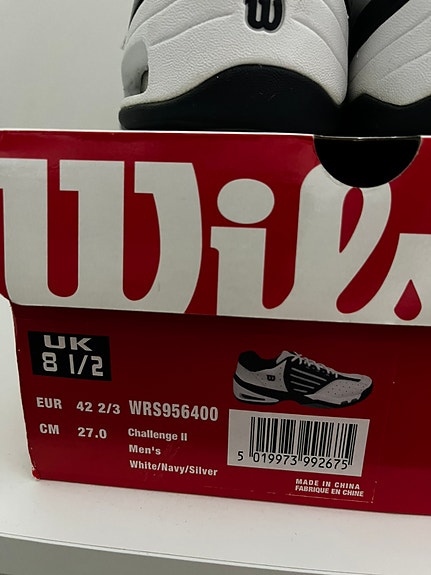 W
Wils
UK
8 1/2
EUR 42 2/3 WRS956400
CM 27.0 Challenge II
Men's
White/Navy/Silver
5 019973 992675
MADE IN CHINA
FABRIQUE EN CHINE